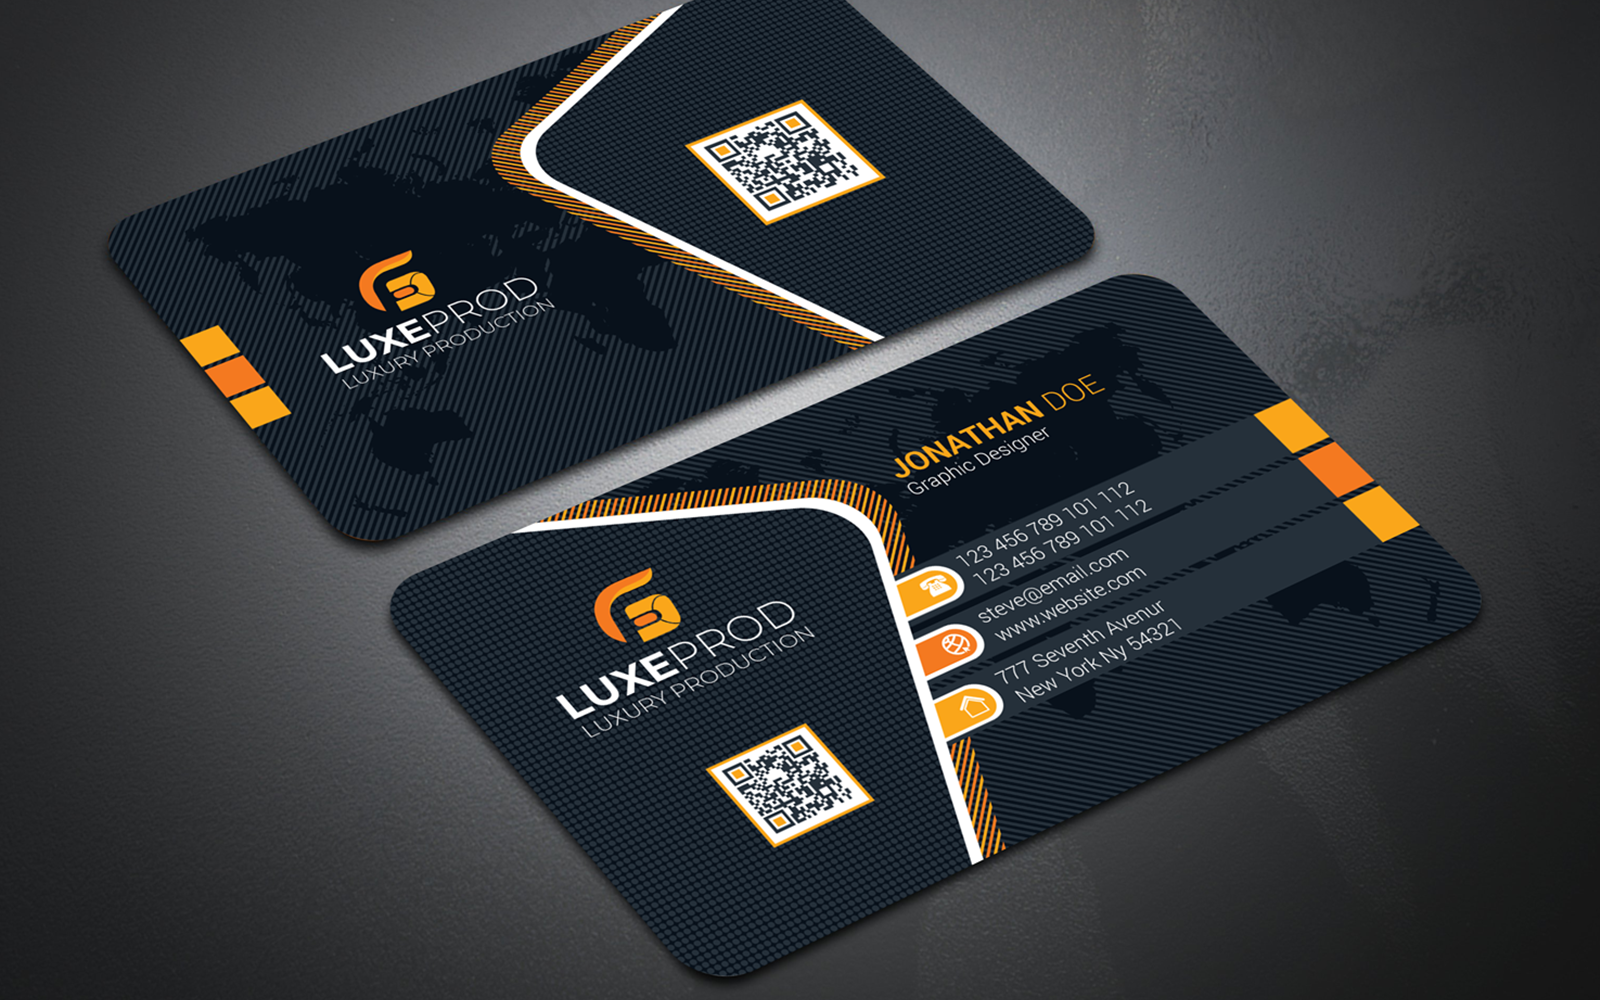 LUXEPROD
LUXURY PRODUCTION
JONATHAN DOE
Graphic Designer
123 456 789 101 112
123 456 789 101 112
steve@email.com
www.website.com
777 Seventh Avenur
New York Ny 54321
LUXEPROD
LUXURY PRODUCTION